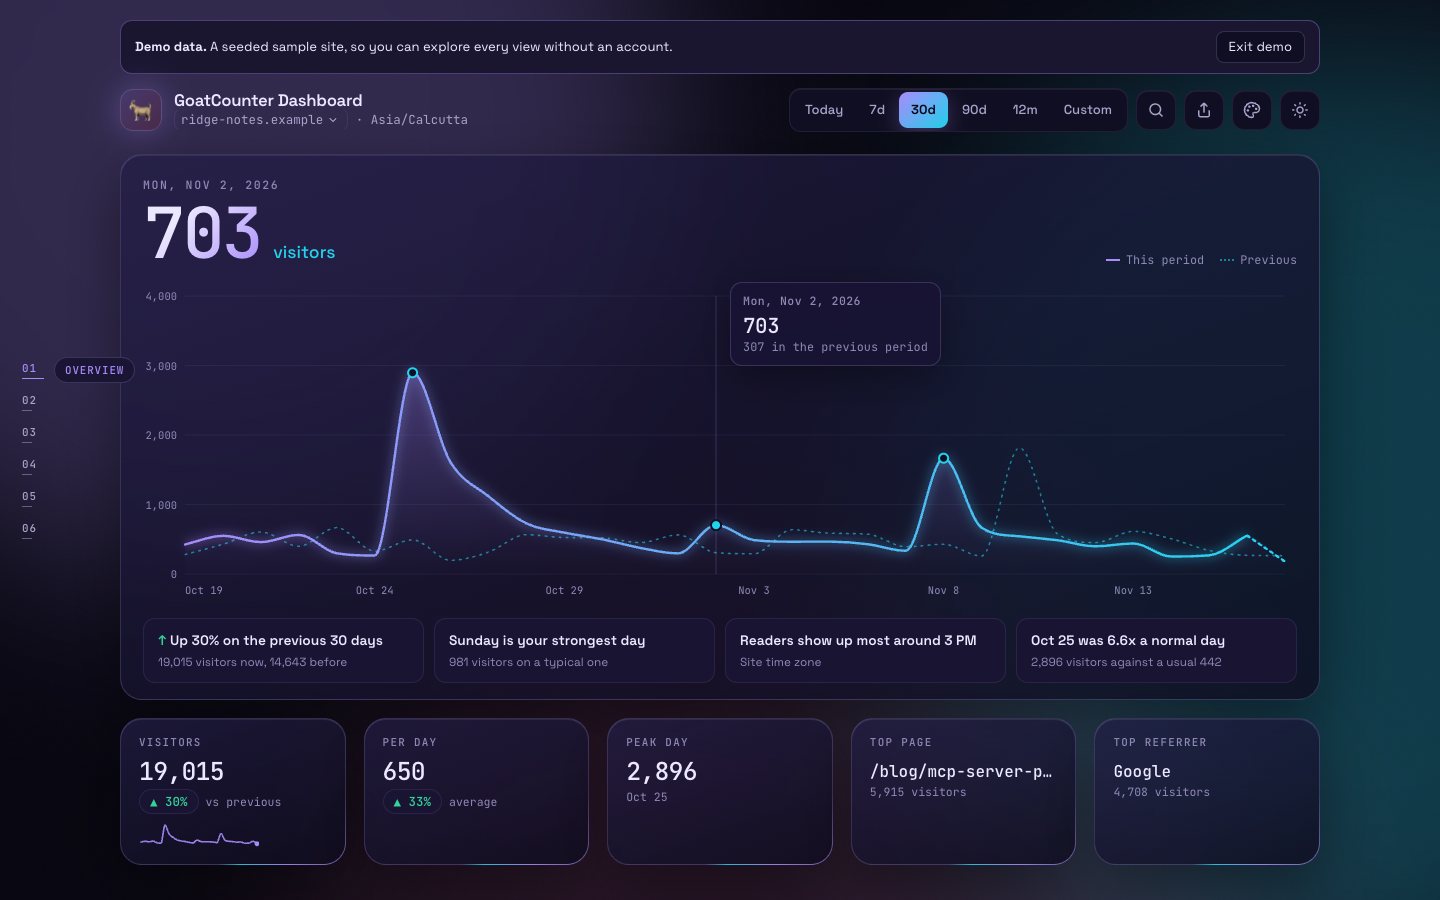 Demo data. A seeded sample site, so you can explore every view without an account.
Exit demo
GoatCounter Dashboard
ridge-notes.example · Asia/Calcutta
Today 7d 30d 90d 12m Custom
MON, NOV 2, 2026
703 visitors
This period Previous
4,000
3,000
2,000
1,000
0
Mon, Nov 2, 2026
703
307 in the previous period
Oct 19 Oct 24 Oct 29 Nov 3 Nov 8 Nov 13
01 OVERVIEW
02
03
04
05
06
↑ Up 30% on the previous 30 days
19,015 visitors now, 14,643 before
Sunday is your strongest day
981 visitors on a typical one
Readers show up most around 3 PM
Site time zone
Oct 25 was 6.6x a normal day
2,896 visitors against a usual 442
VISITORS
19,015
▲ 30% vs previous
PER DAY
650
▲ 33% average
PEAK DAY
2,896
Oct 25
TOP PAGE
/blog/mcp-server-p…
5,915 visitors
TOP REFERRER
Google
4,708 visitors